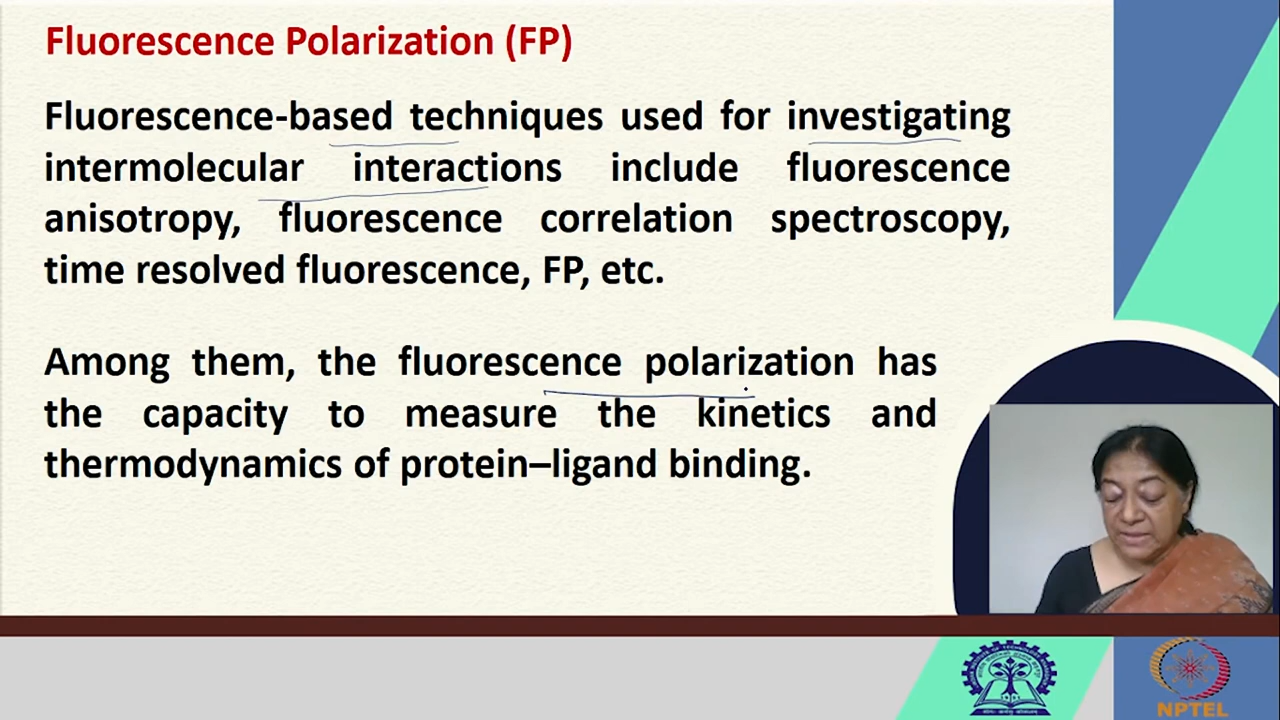 Fluorescence Polarization (FP)
Fluorescence-based techniques used for investigating
intermolecular interactions include fluorescence
anisotropy, fluorescence correlation spectroscopy,
time resolved fluorescence, FP, etc.
Among them, the fluorescence polarization has
the capacity to measure the kinetics and
thermodynamics of protein–ligand binding.
NPTEL